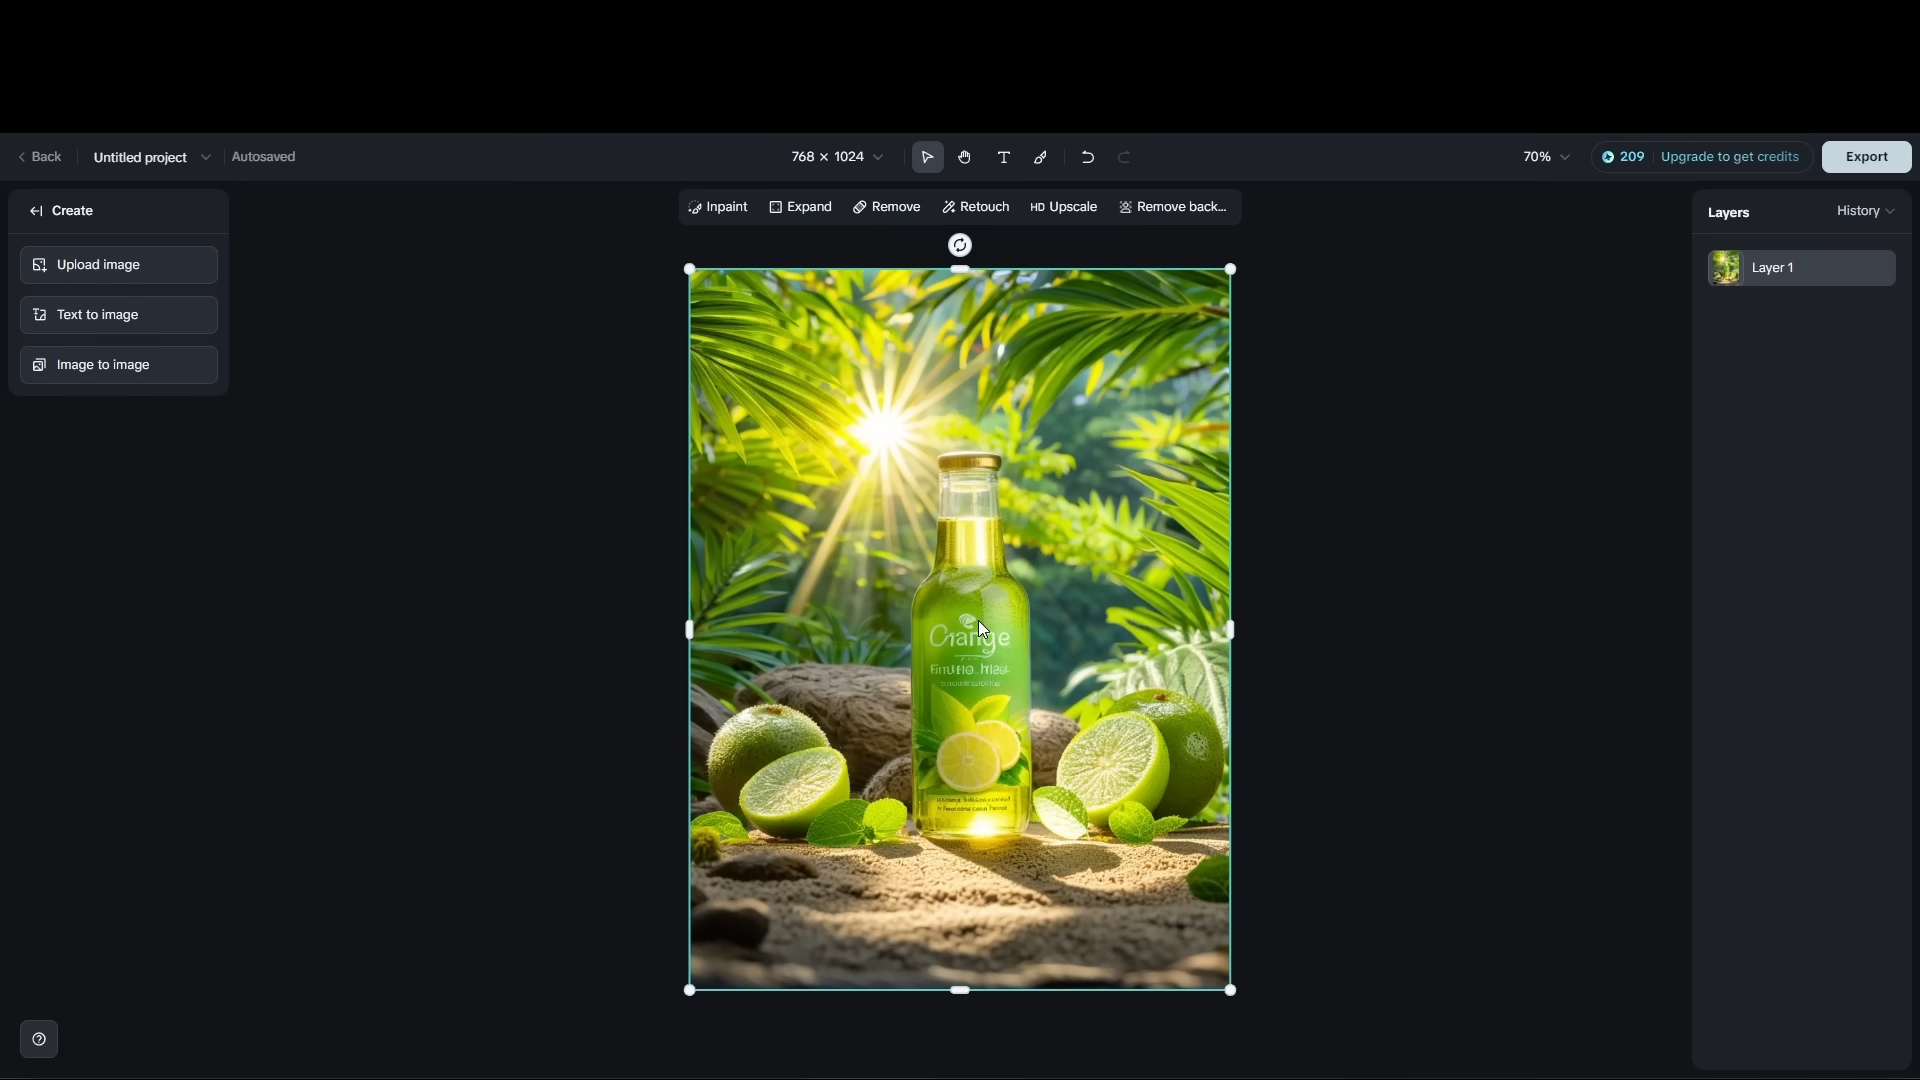 Back
Untitled project
Autosaved
768 × 1024
70%
209
Upgrade to get credits
Export
Create
Upload image
Text to image
Image to image
Inpaint
Expand
Remove
Retouch
HD Upscale
Remove back...
Layers
History
Layer 1
Orange